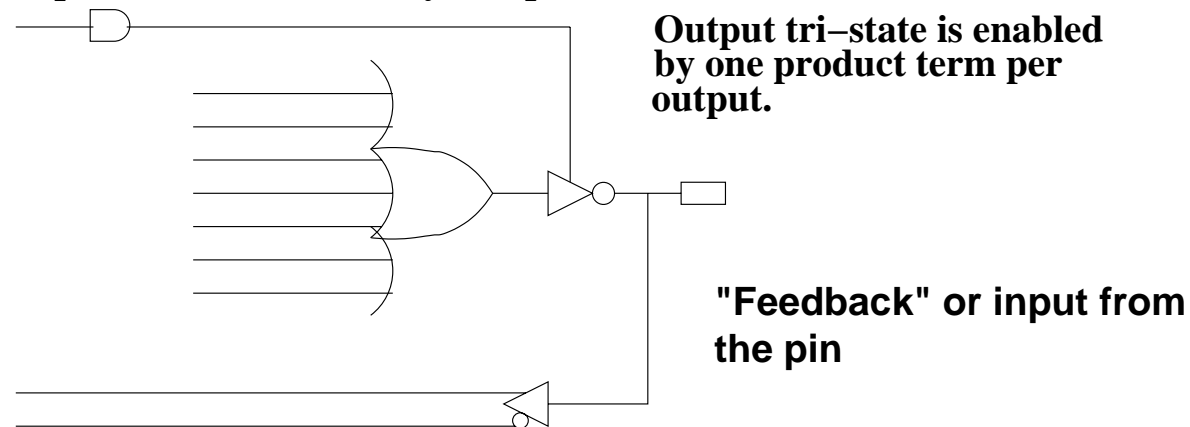 Output tri−state is enabled
by one product term per
output.
"Feedback" or input from
the pin